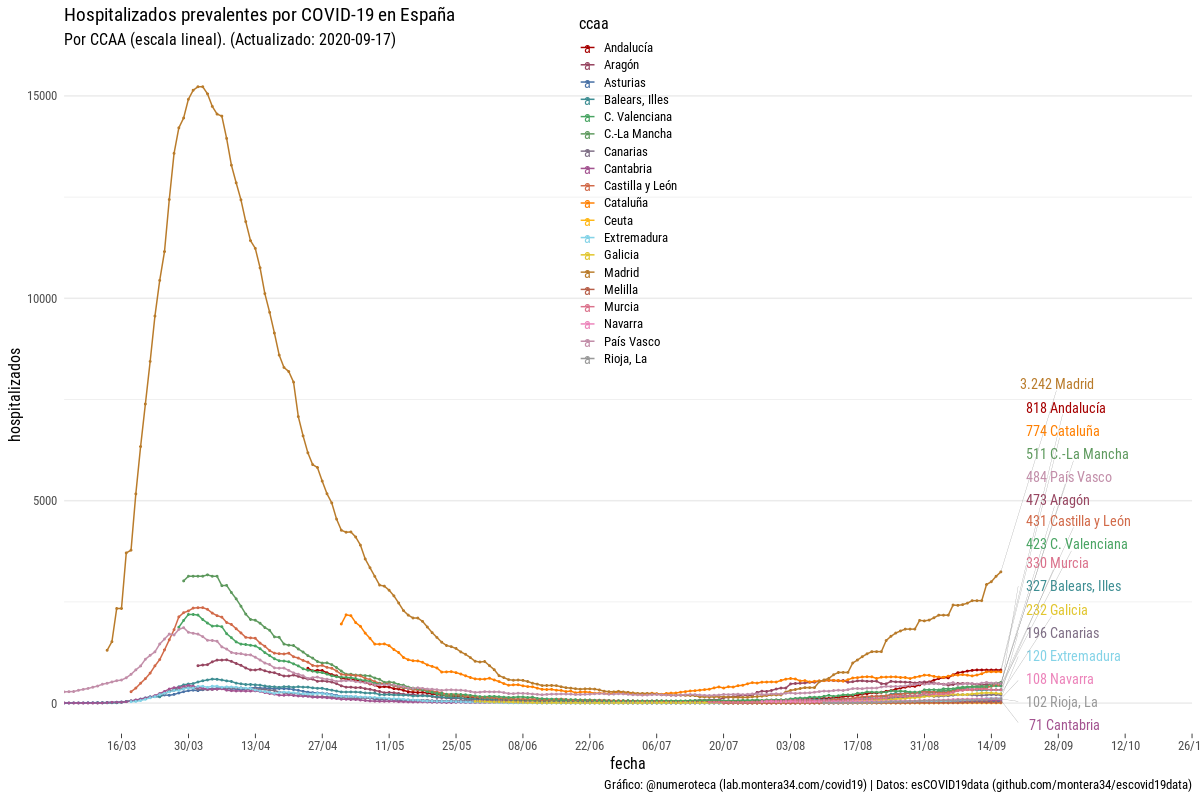 Hospitalizados prevalentes por COVID-19 en España
Por CCAA (escala lineal). (Actualizado: 2020-09-17)
ccaa
a Andalucía
a Aragón
a Asturias
a Balears, Illes
a C. Valenciana
a C.-La Mancha
a Canarias
a Cantabria
a Castilla y León
a Cataluña
a Ceuta
a Extremadura
a Galicia
a Madrid
a Melilla
a Murcia
a Navarra
a País Vasco
a Rioja, La
hospitalizados
15000
10000
5000
0
3.242 Madrid
818 Andalucía
774 Cataluña
511 C.-La Mancha
484 País Vasco
473 Aragón
431 Castilla y León
423 C. Valenciana
330 Murcia
327 Balears, Illes
232 Galicia
196 Canarias
120 Extremadura
108 Navarra
102 Rioja, La
71 Cantabria
16/03 30/03 13/04 27/04 11/05 25/05 08/06 22/06 06/07 20/07 03/08 17/08 31/08 14/09 28/09 12/10 26/1
fecha
Gráfico: @numeroteca (lab.montera34.com/covid19) | Datos: esCOVID19data (github.com/montera34/escovid19data)